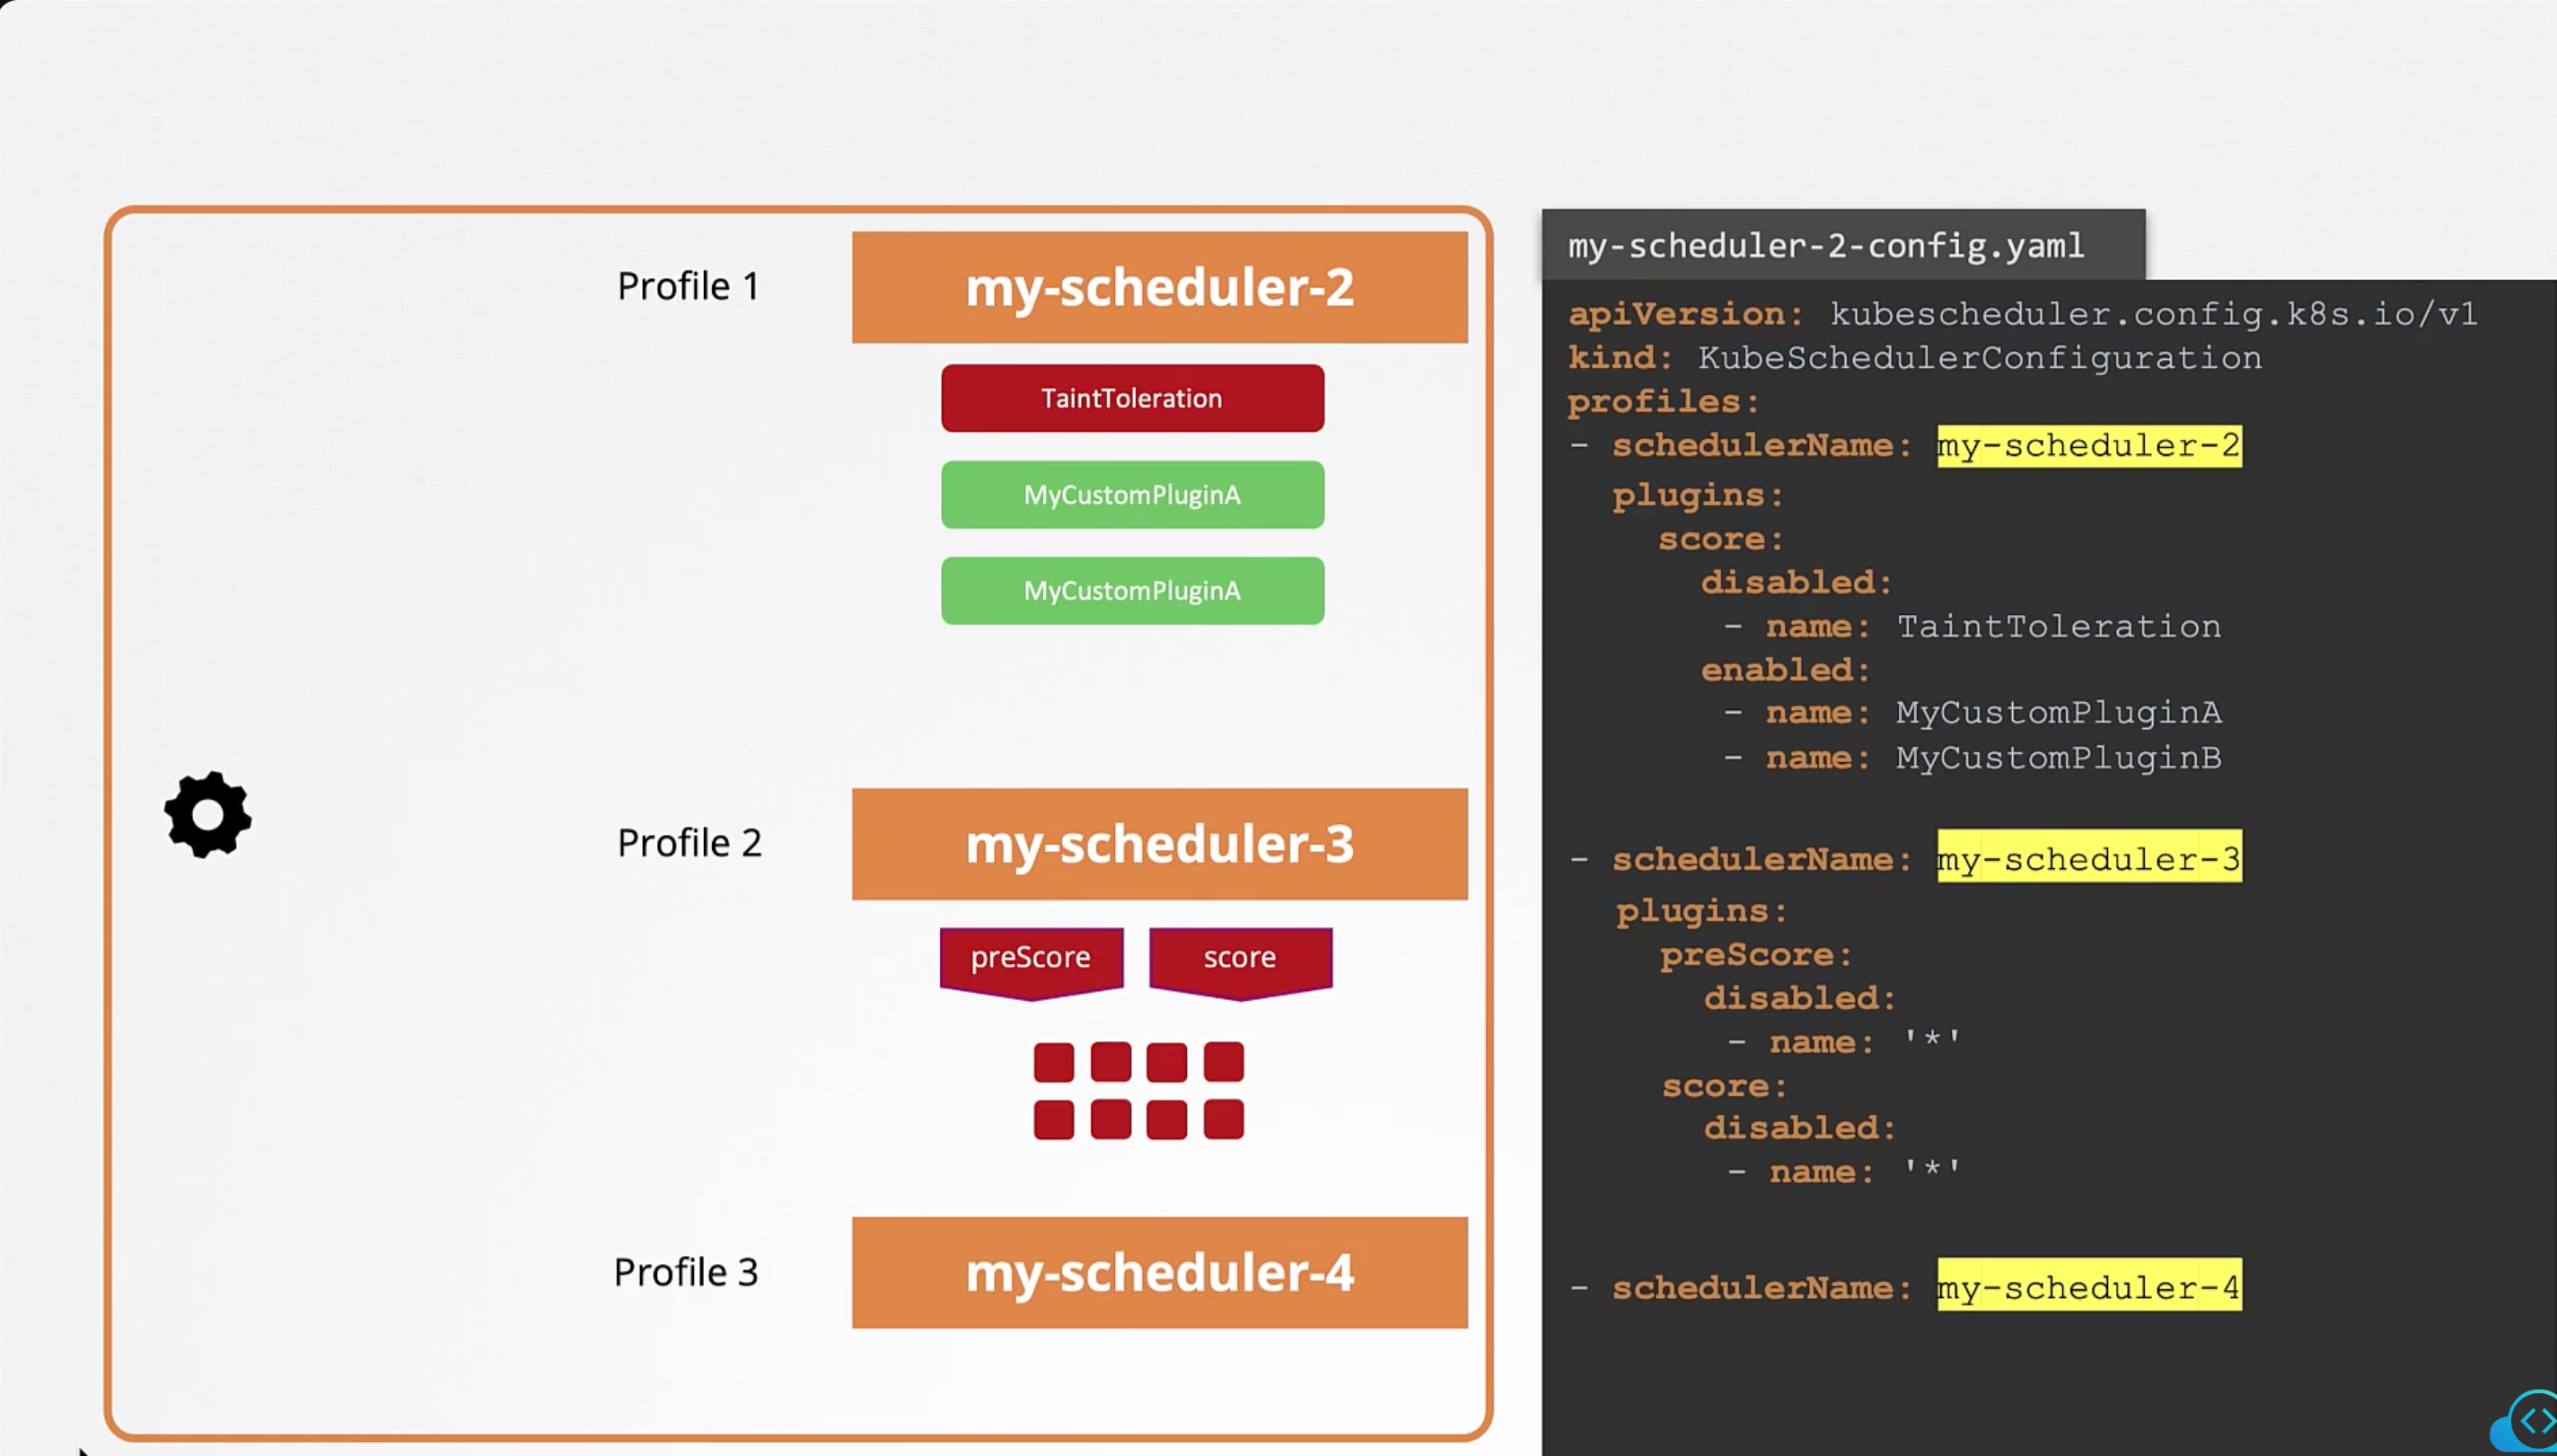 Profile 1
my-scheduler-2
TaintToleration
MyCustomPluginA
MyCustomPluginA
Profile 2
my-scheduler-3
preScore
score
Profile 3
my-scheduler-4
my-scheduler-2-config.yaml
apiVersion: kubescheduler.config.k8s.io/v1
kind: KubeSchedulerConfiguration
profiles:
- schedulerName: my-scheduler-2
plugins:
score:
disabled:
- name: TaintToleration
enabled:
- name: MyCustomPluginA
- name: MyCustomPluginB
- schedulerName: my-scheduler-3
plugins:
preScore:
disabled:
- name: '*'
score:
disabled:
- name: '*'
- schedulerName: my-scheduler-4